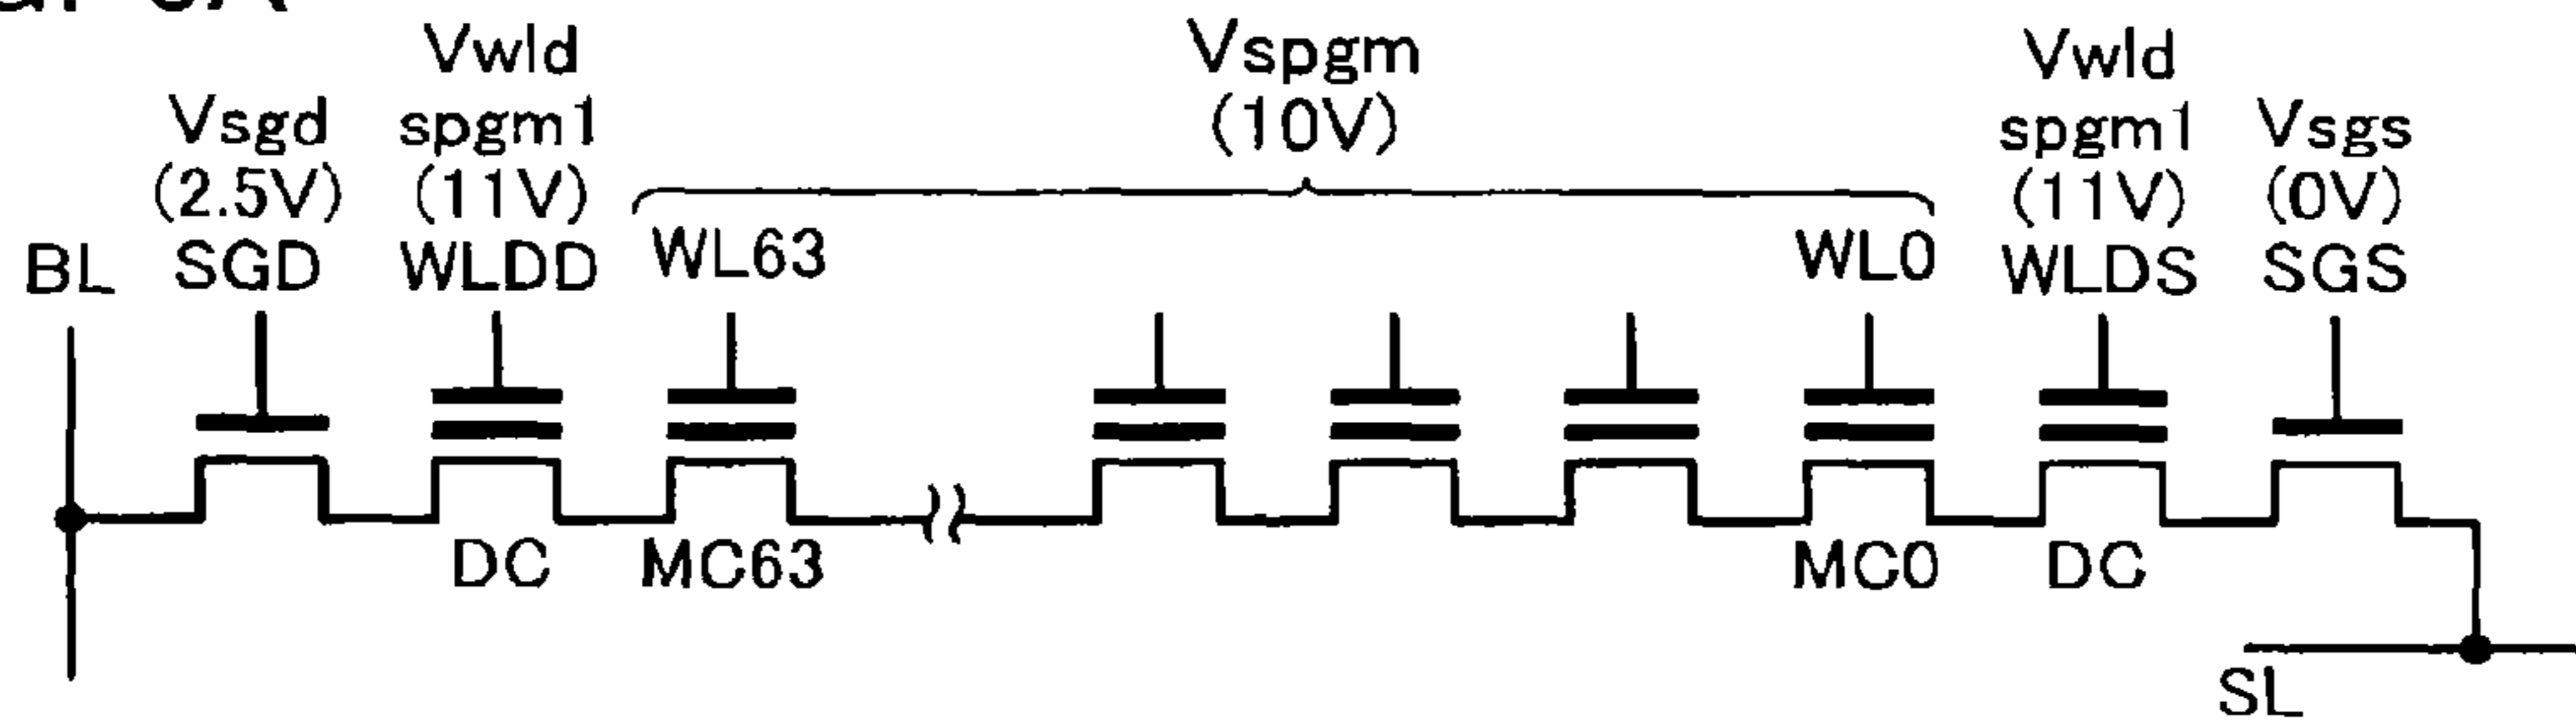 Vwld Vspgm Vwld
Vsgd spgm1 (10V) spgm1 Vsgs
(2.5V) (11V) (11V) (0V)
BL SGD WLDD WL63 WL0 WLDS SGS
DC MC63 MC0 DC
SL